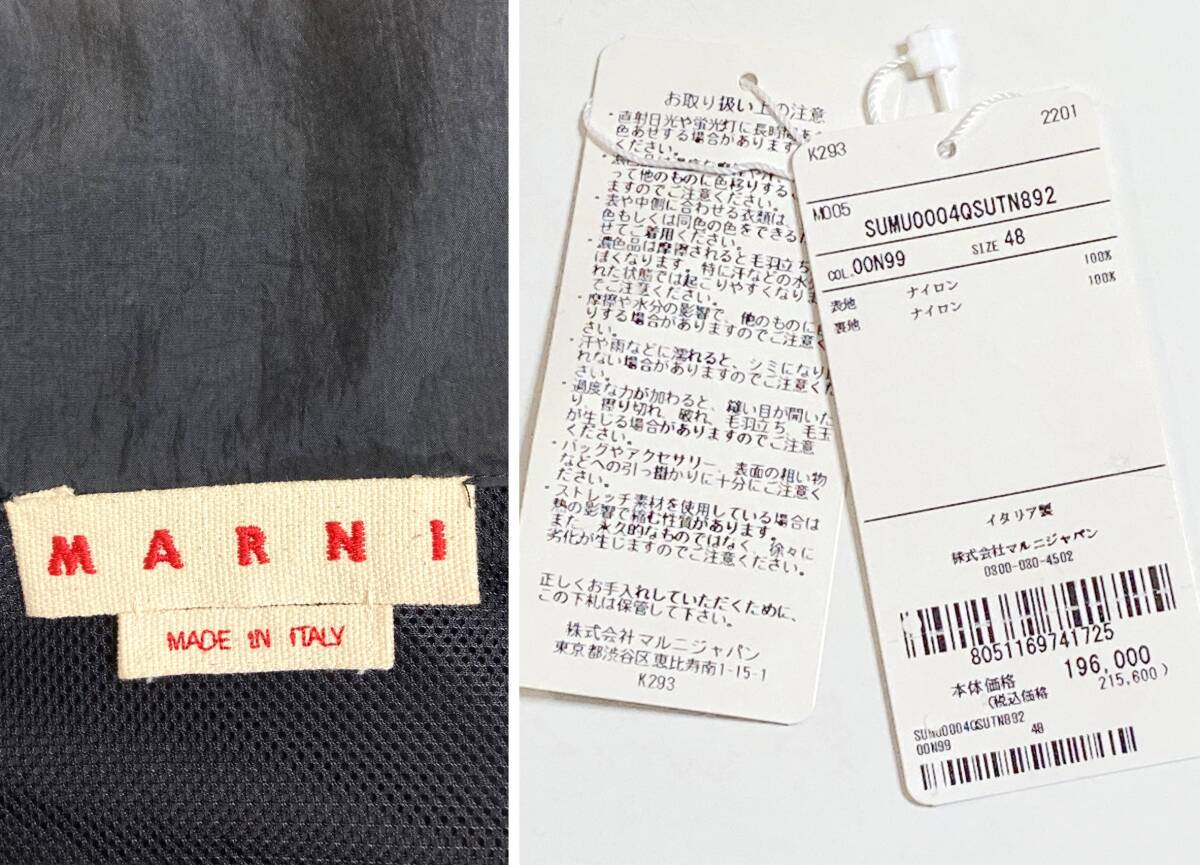 MARNI
MADE IN ITALY
お取り扱い上の注意
・直射日光や蛍光灯に長時間
色あせする場合があります
ください。
って他のものに色移りする
ますのでご注意ください。
・表や中側に合わせる衣類は、
色もしくは同色の色をできる
せてご着用ください。
・濃色品は摩擦されると毛羽立ち
ぽくなります。特に汗などの水
れた状態では起こりやすくなりま
でご注意ください。
・摩擦や水分の影響で、他のものに
りする場合がありますのでご注意く
さい。
・汗や雨などに濡れると、シミになり
れない場合がありますのでご注意くだ
さい。
・過度な力が加わると、縫い目が開いた
り、擦り切れ、破れ、毛羽立ち、毛玉
が生じる場合がありますのでご注意
ください。
・バッグやアクセサリー、表面の粗い物
などへの引っ掛かりに十分にご注意く
ださい。
・ストレッチ素材を使用している場合は
熱の影響で縮む性質があります。
また、永久的なものではなく、徐々に
劣化が生じますのでご注意ください。
正しくお手入れしていただくために、
この下札は保管して下さい。
株式会社マルニジャパン
東京都渋谷区恵比寿南1-15-1
K293
K293 2201
M005 SUMU0004QSUTN892
COL.00N99 SIZE 48
表地 ナイロン 100%
裏地 ナイロン 100%
イタリア製
株式会社マルニジャパン
0800-080-4502
8051169741725
本体価格 196,000
(税込価格 215,600)
SUMU0004QSUTN892
00N99 48